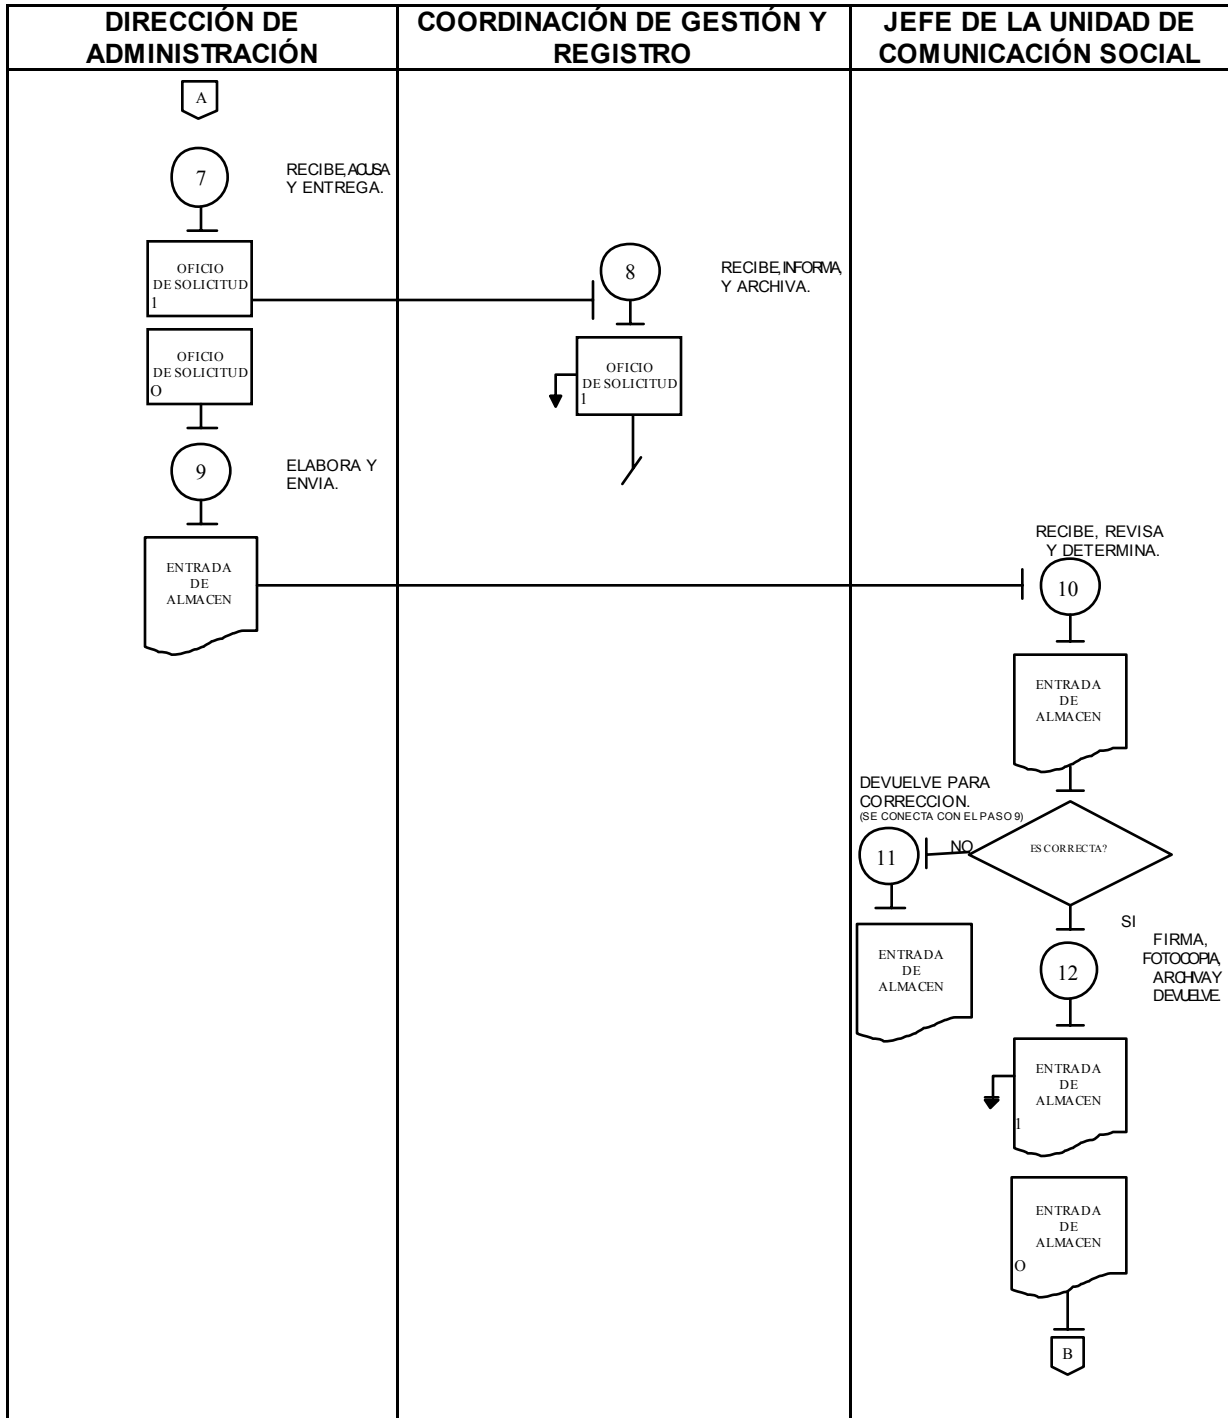 DIRECCIÓN DE
ADMINISTRACIÓN
COORDINACIÓN DE GESTIÓN Y
REGISTRO
JEFE DE LA UNIDAD DE
COMUNICACIÓN SOCIAL
A
7
RECIBE, ACUSA
Y ENTREGA.
OFICIO
DE SOLICITUD
1
8
RECIBE, INFORMA,
Y ARCHIVA.
OFICIO
DE SOLICITUD
O
OFICIO
DE SOLICITUD
1
9
ELABORA Y
ENVIA.
ENTRADA
DE
ALMACEN
RECIBE, REVISA
Y DETERMINA.
10
ENTRADA
DE
ALMACEN
DEVUELVE PARA
CORRECCION.
(SE CONECTA CON EL PASO 9)
11
NO
ES CORRECTA?
ENTRADA
DE
ALMACEN
SI
FIRMA,
FOTOCOPIA,
ARCHIVA Y
DEVUELVE.
12
ENTRADA
DE
ALMACEN
1
ENTRADA
DE
ALMACEN
O
B